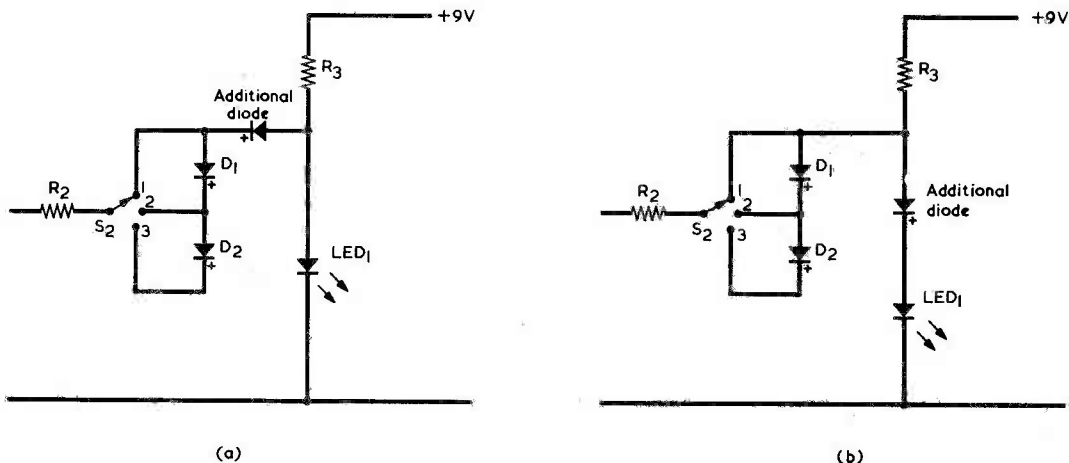 +9V
R3
Additional
diode
+
D1
+
R2
1
2
S2
3
D2
+
LED1
(a)
+9V
R3
D1
+
R2
1
2
S2
3
Additional
diode
+
D2
+
LED1
(b)